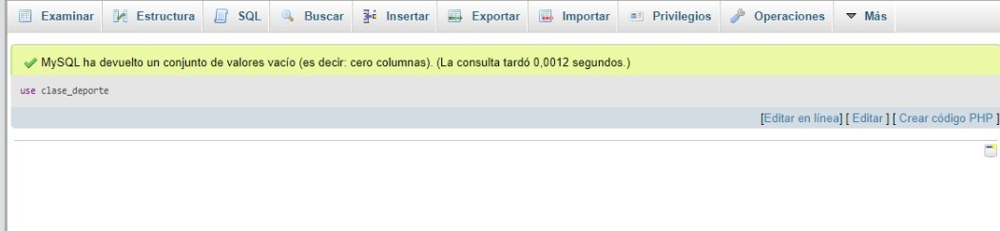 Examinar Estructura SQL Buscar Insertar Exportar Importar Privilegios Operaciones Más
MySQL ha devuelto un conjunto de valores vacío (es decir: cero columnas). (La consulta tardó 0,0012 segundos.)
use clase_deporte
[Editar en línea] [ Editar ] [ Crear código PHP ]